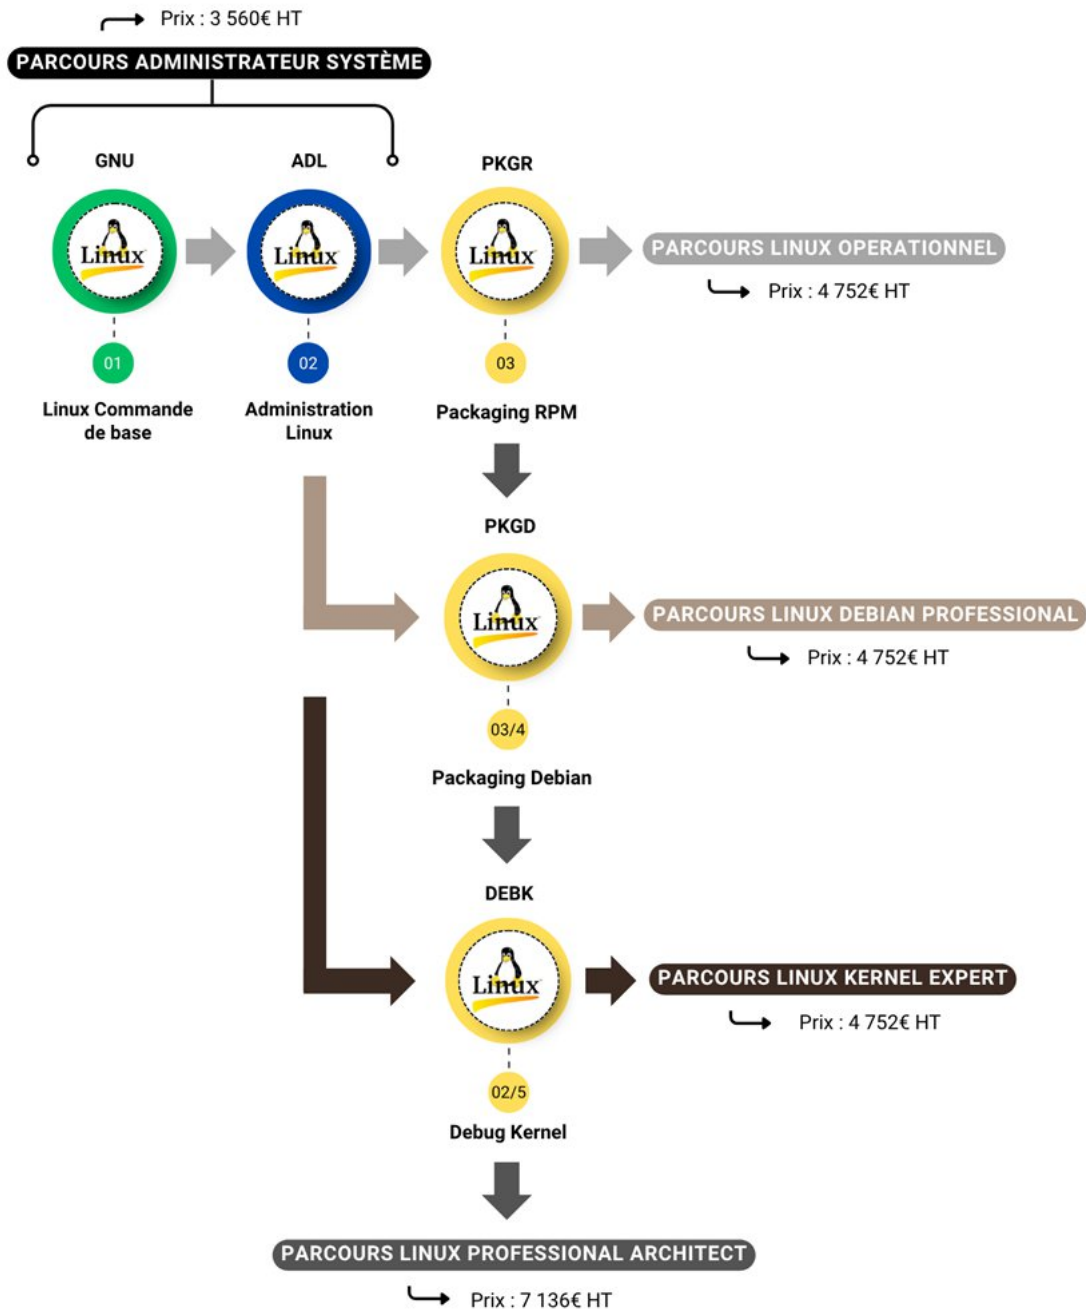 Prix : 3 560€ HT
PARCOURS ADMINISTRATEUR SYSTÈME
GNU
ADL
PKGR
Linux
Linux
Linux
PARCOURS LINUX OPERATIONNEL
Prix : 4 752€ HT
01
02
03
Linux Commande
de base
Administration
Linux
Packaging RPM
PKGD
Linux
PARCOURS LINUX DEBIAN PROFESSIONAL
Prix : 4 752€ HT
03/4
Packaging Debian
DEBK
Linux
PARCOURS LINUX KERNEL EXPERT
Prix : 4 752€ HT
02/5
Debug Kernel
PARCOURS LINUX PROFESSIONAL ARCHITECT
Prix : 7 136€ HT